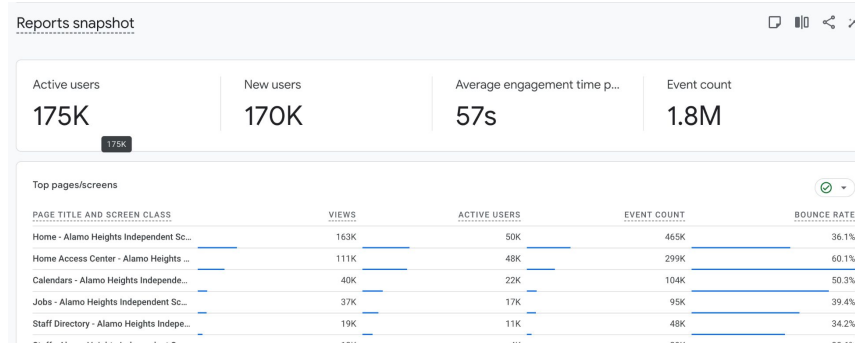 Reports snapshot
Active users
175K
New users
170K
Average engagement time p...
57s
Event count
1.8M
175K
Top pages/screens
PAGE TITLE AND SCREEN CLASS VIEWS ACTIVE USERS EVENT COUNT BOUNCE RATE
Home - Alamo Heights Independent Sc... 163K 50K 465K 36.1%
Home Access Center - Alamo Heights ... 111K 48K 299K 60.1%
Calendars - Alamo Heights Independe... 40K 22K 104K 50.3%
Jobs - Alamo Heights Independent Sc... 37K 17K 95K 39.4%
Staff Directory - Alamo Heights Indepe... 19K 11K 48K 34.2%